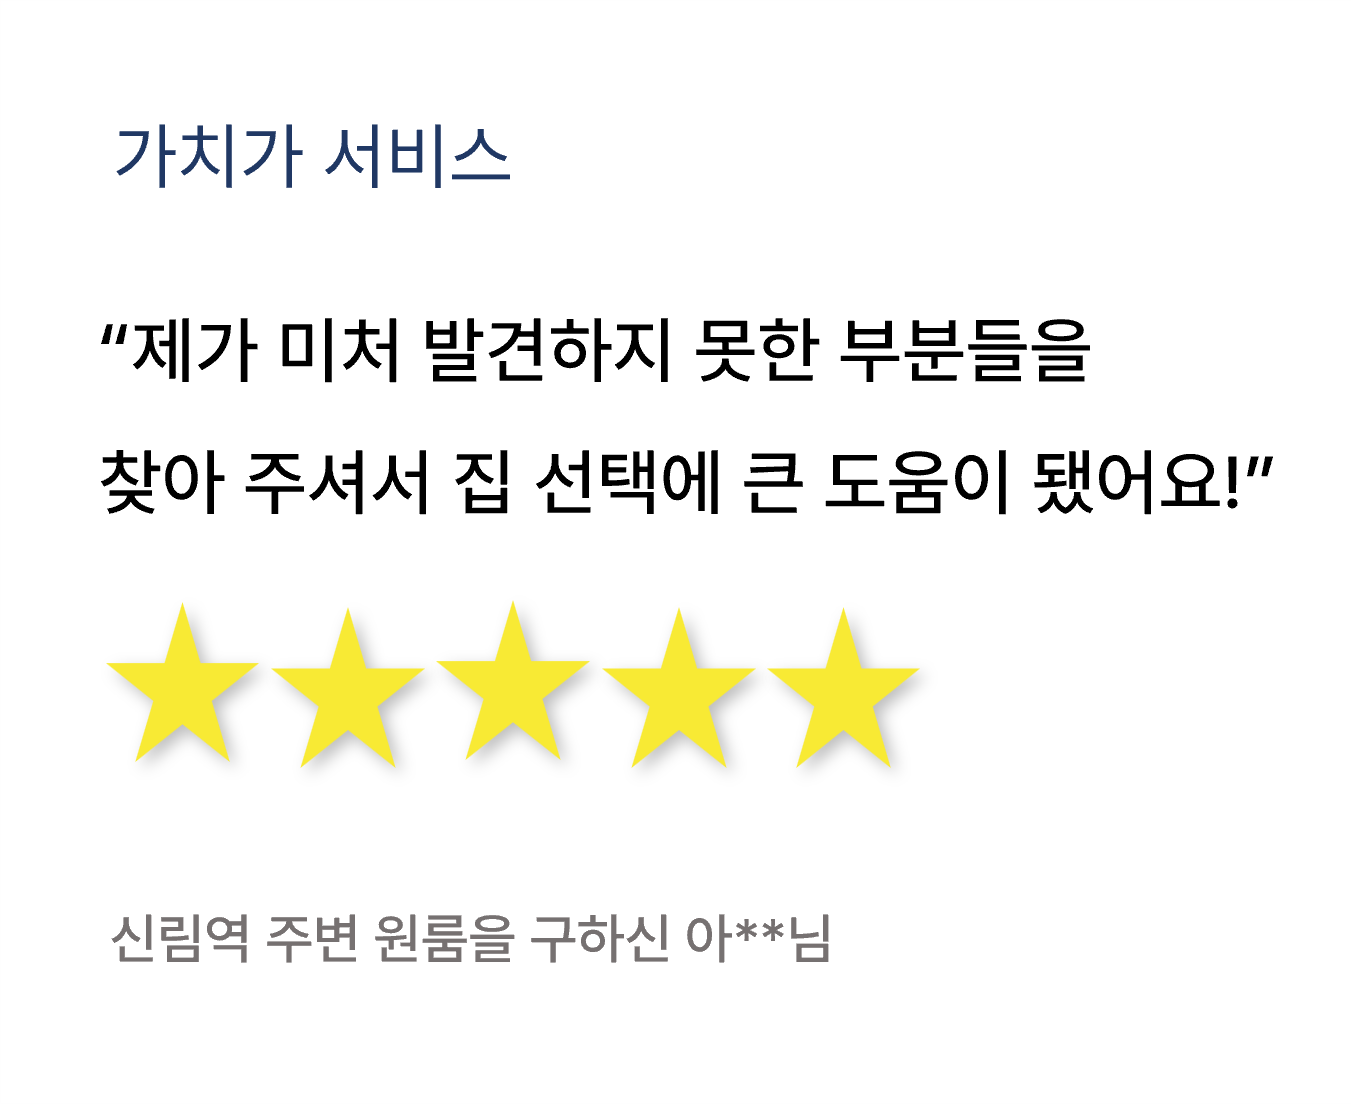 가치가 서비스
“제가 미처 발견하지 못한 부분들을
찾아 주셔서 집 선택에 큰 도움이 됐어요!”
신림역 주변 원룸을 구하신 아**님